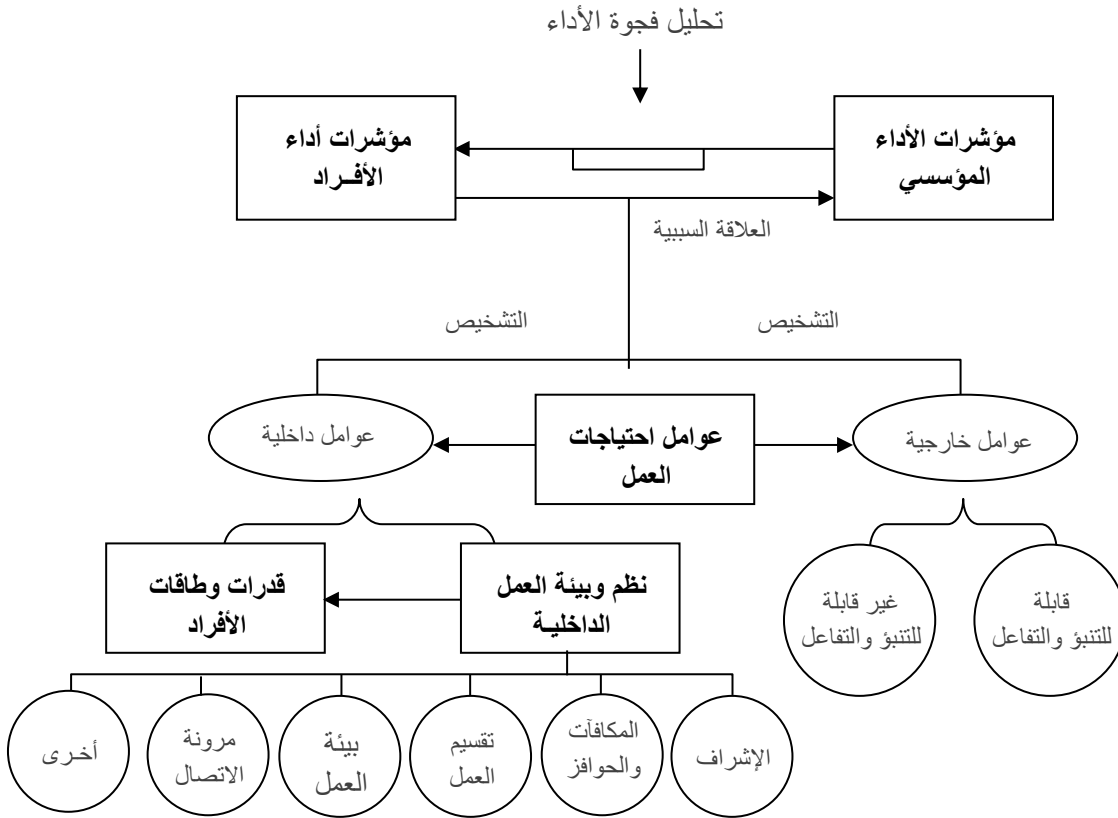 تحليل فجوة الأداء
مؤشرات الأداء
المؤسسي
مؤشرات أداء
الأفــراد
العلاقة السببية
التشخيص
التشخيص
عوامل خارجية
عوامل احتياجات
العمل
عوامل داخلية
قابلة
للتنبؤ والتفاعل
غير قابلة
للتنبؤ والتفاعل
نظم وبيئة العمل
الداخليـة
قدرات وطاقات
الأفراد
الإشراف
المكافآت
والحوافز
تقسيم
العمل
بيئة
العمل
مرونة
الاتصال
أخـرى